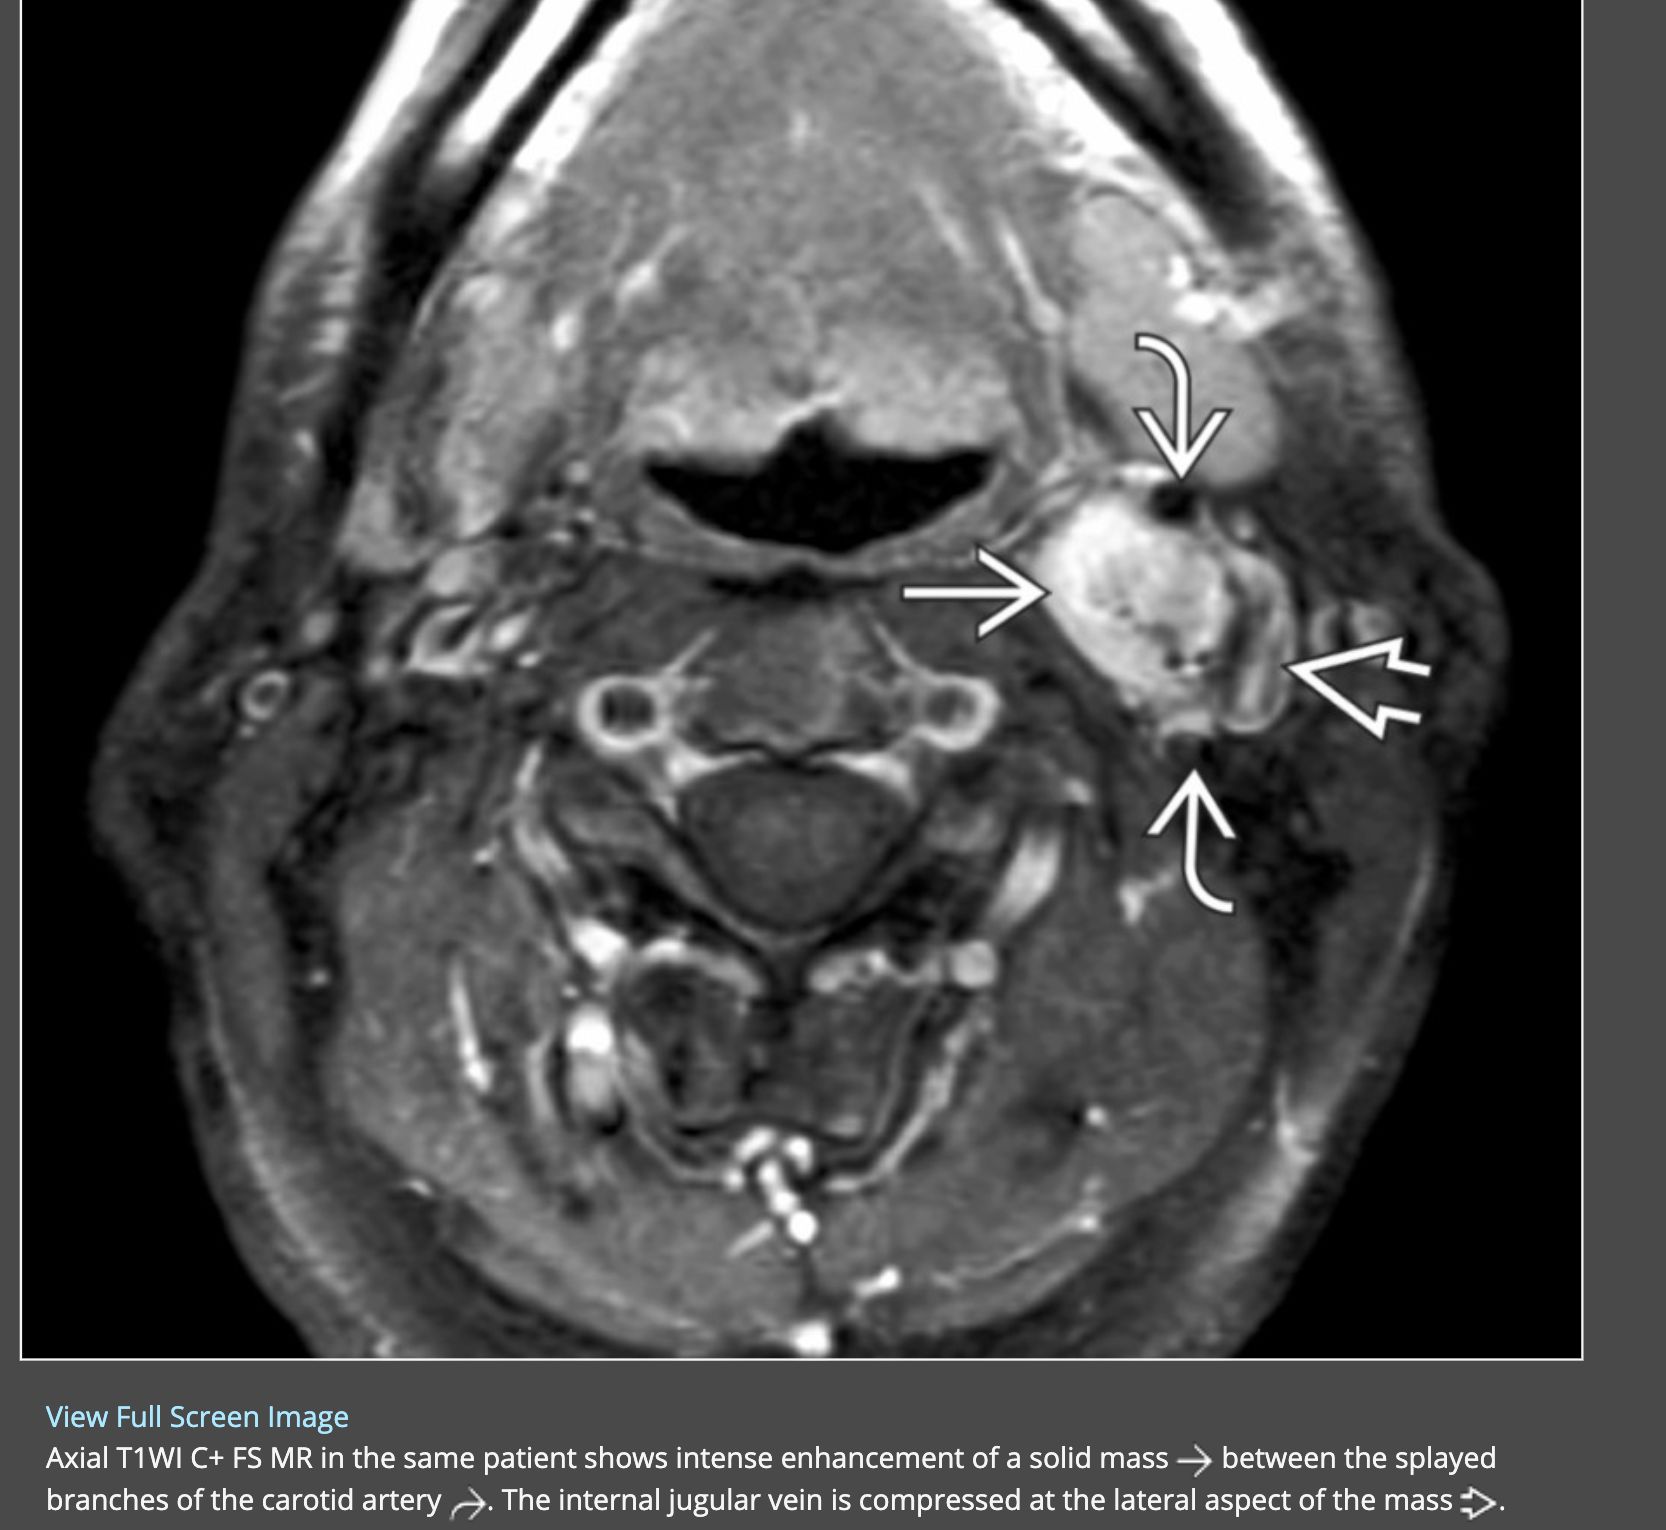 View Full Screen Image
Axial T1WI C+ FS MR in the same patient shows intense enhancement of a solid mass → between the splayed
branches of the carotid artery. The internal jugular vein is compressed at the lateral aspect of the mass.